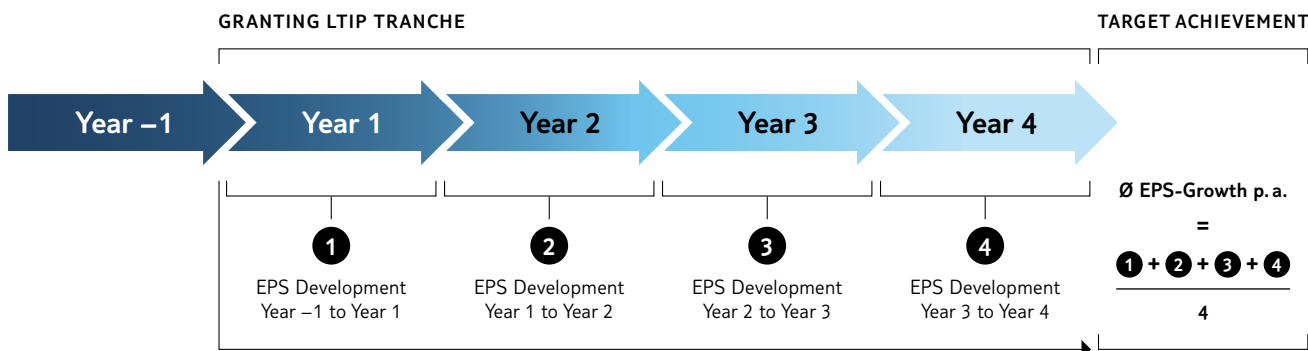 GRANTING LTIP TRANCHE
TARGET ACHIEVEMENT
Year –1
Year 1
Year 2
Year 3
Year 4
1
EPS Development
Year –1 to Year 1
2
EPS Development
Year 1 to Year 2
3
EPS Development
Year 2 to Year 3
4
EPS Development
Year 3 to Year 4
Ø EPS-Growth p. a.
=
1 + 2 + 3 + 4
4